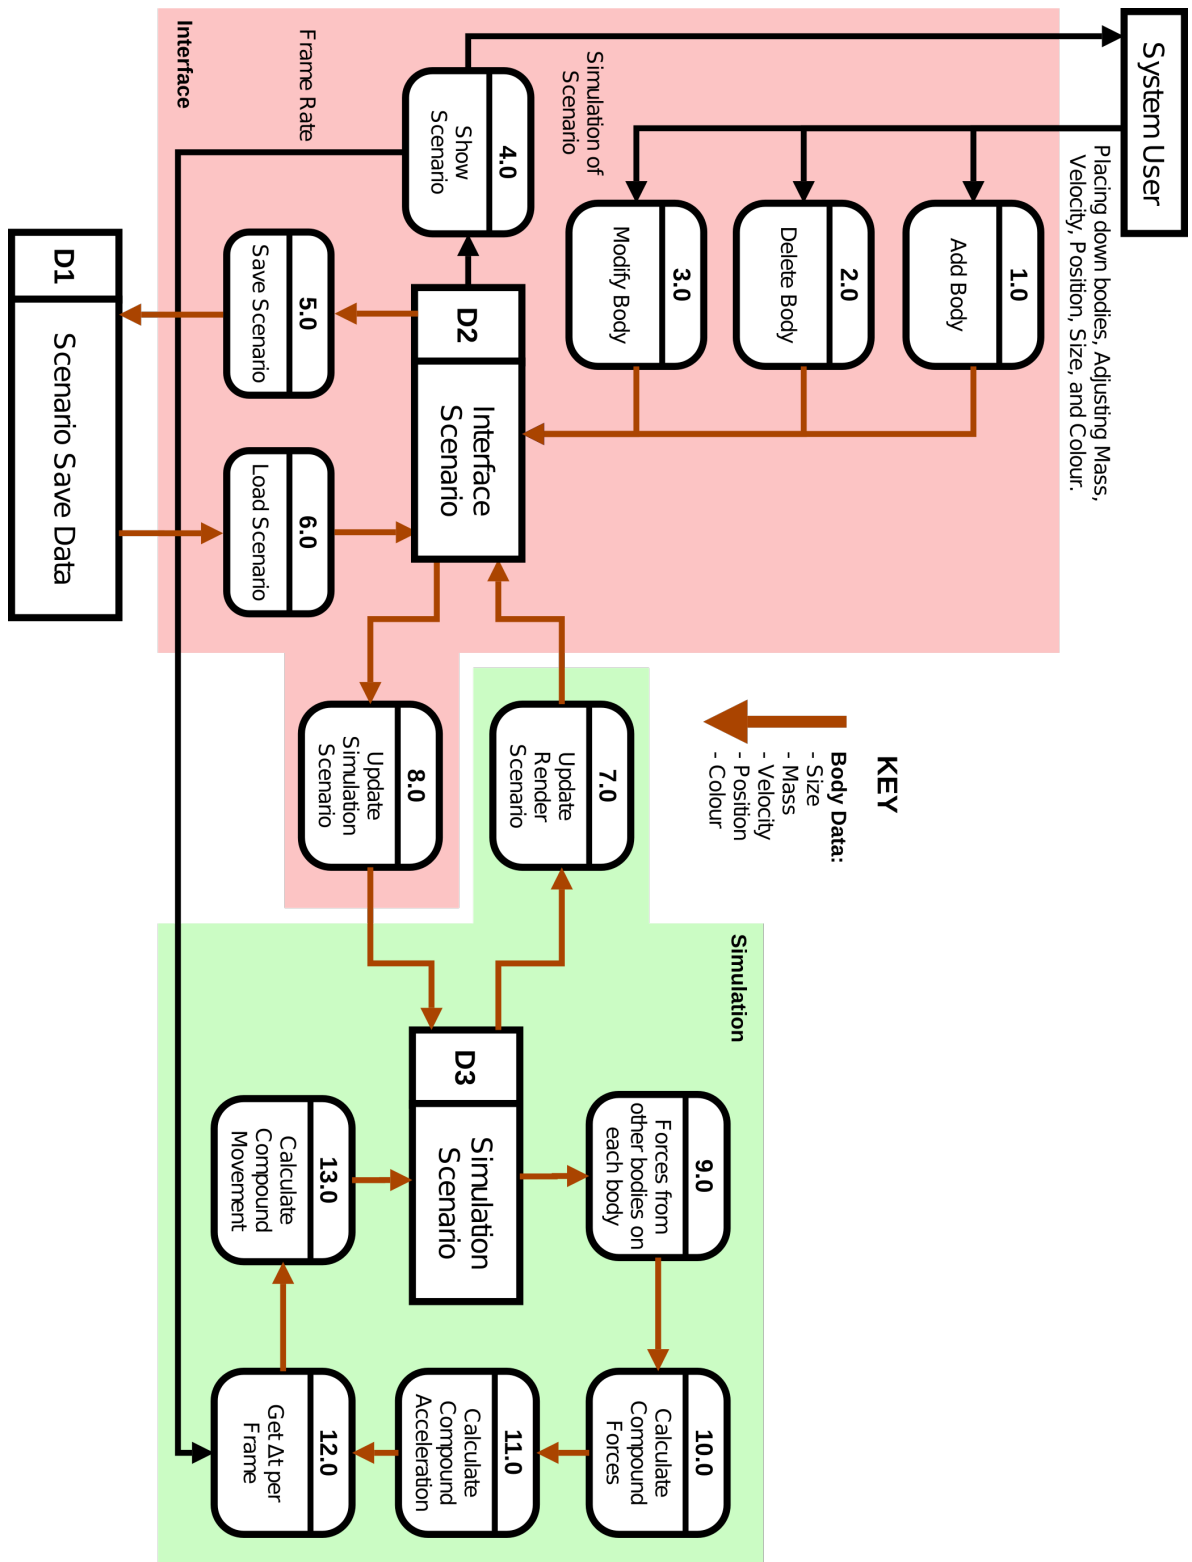 System User
Placing down bodies, Adjusting Mass,
Velocity, Position, Size, and Colour.
1.0
Add Body
2.0
Delete Body
3.0
Modify Body
Simulation of
Scenario
4.0
Show
Scenario
Frame Rate
Interface
D2
Interface
Scenario
5.0
Save Scenario
6.0
Load Scenario
D1
Scenario Save Data
KEY
Body Data:
- Size
- Mass
- Velocity
- Position
- Colour
7.0
Update
Render
Scenario
8.0
Update
Simulation
Scenario
Simulation
D3
Simulation
Scenario
9.0
Forces from
other bodies on
each body
10.0
Calculate
Compound
Forces
11.0
Calculate
Compound
Acceleration
12.0
Get Δt per
Frame
13.0
Calculate
Compound
Movement